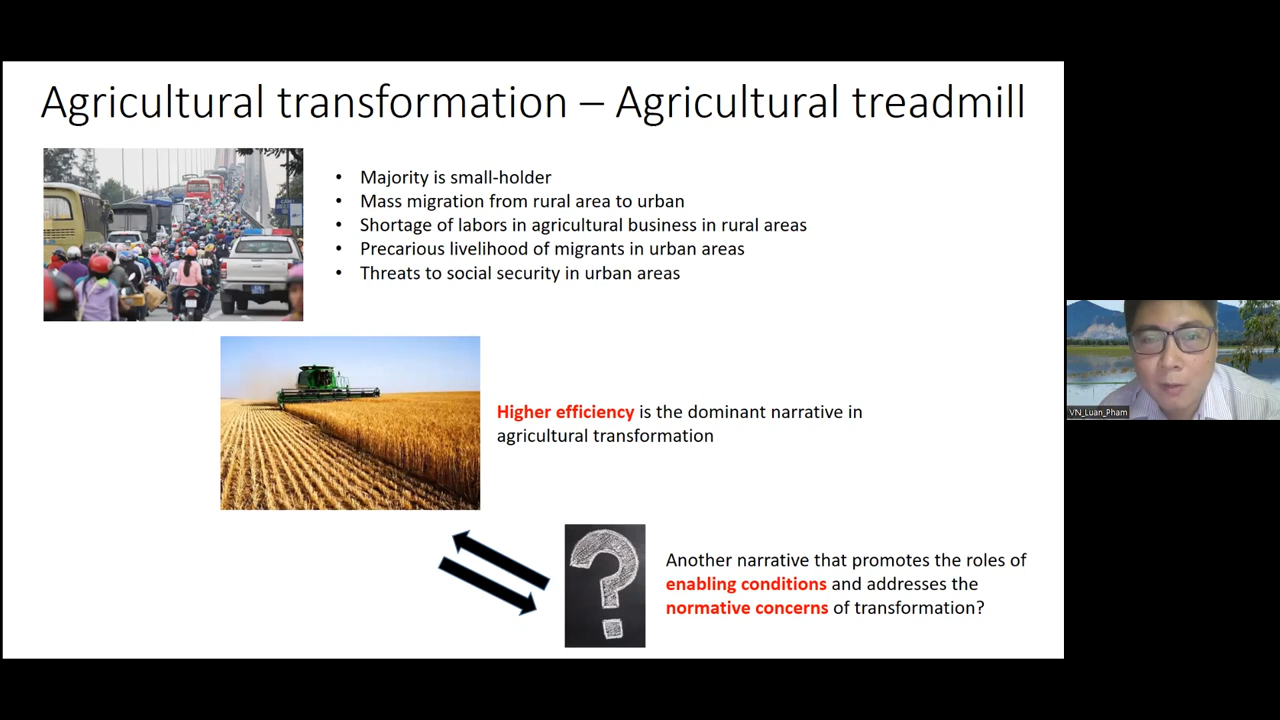 Agricultural transformation – Agricultural treadmill
• Majority is small-holder
• Mass migration from rural area to urban
• Shortage of labors in agricultural business in rural areas
• Precarious livelihood of migrants in urban areas
• Threats to social security in urban areas
Higher efficiency is the dominant narrative in
agricultural transformation
Another narrative that promotes the roles of
enabling conditions and addresses the
normative concerns of transformation?
VN_Luan_Pham